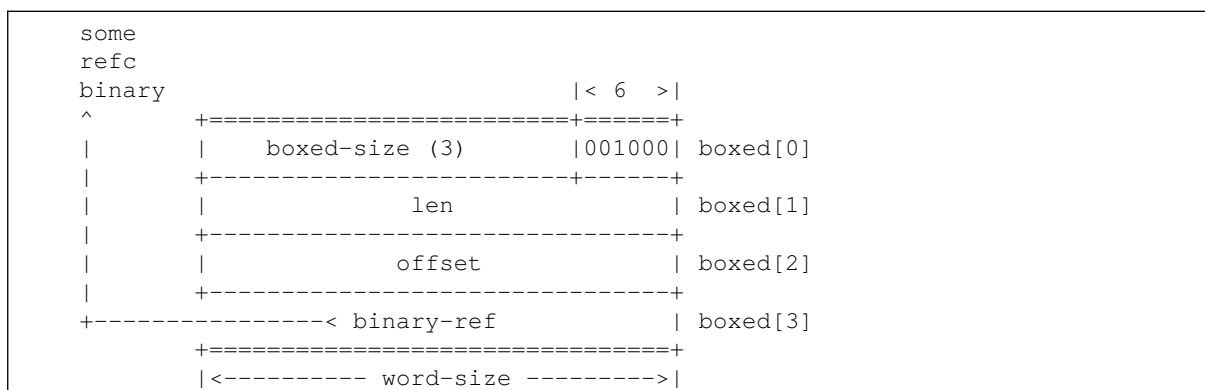 some
refc
binary                       |< 6  >|
^       +=========================+======+
|       |    boxed-size (3)       |001000| boxed[0]
|       +-------------------------+------+
|       |              len               | boxed[1]
|       +--------------------------------+
|       |             offset             | boxed[2]
|       +--------------------------------+
+-----------------< binary-ref           | boxed[3]
        +================================+
        |<---------- word-size --------->|